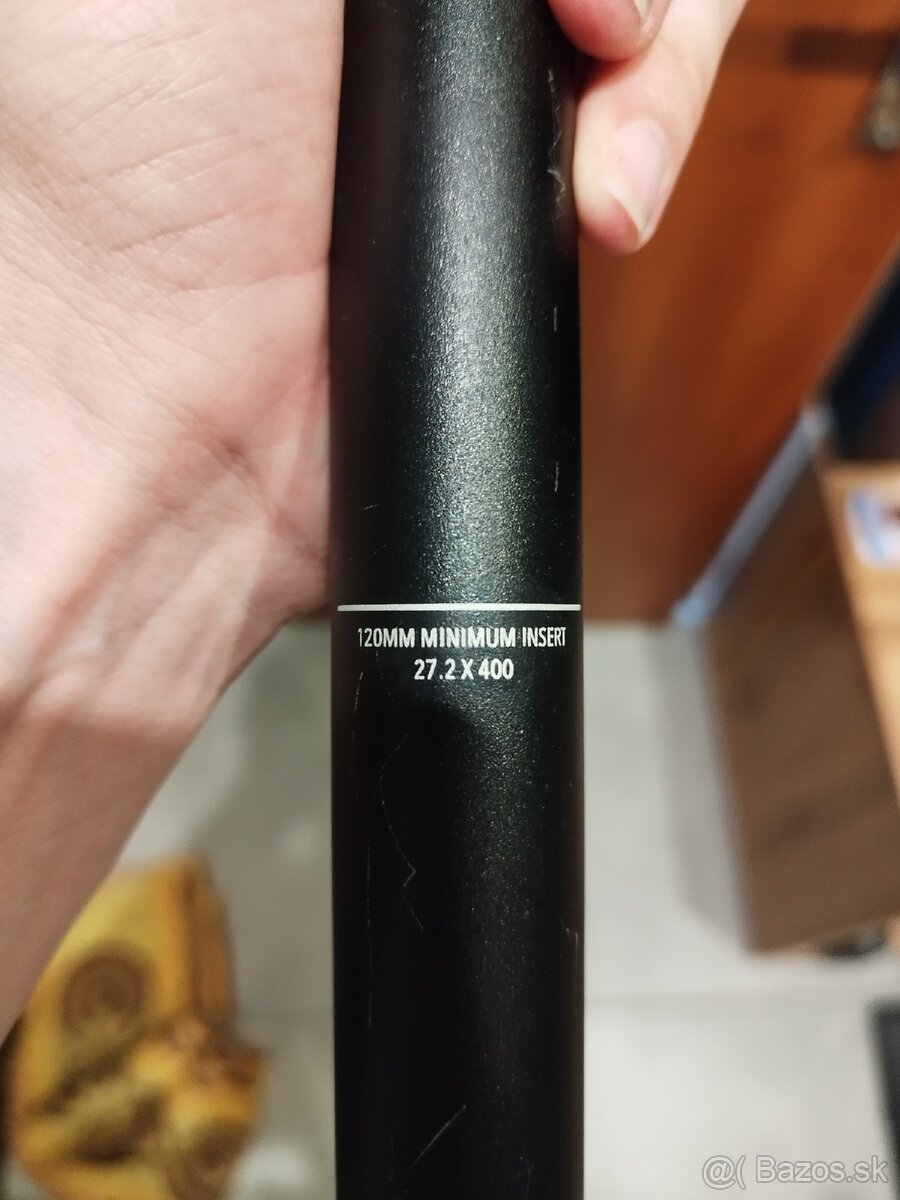 120MM MINIMUM INSERT
27.2 X 400
@( Bazos.sk